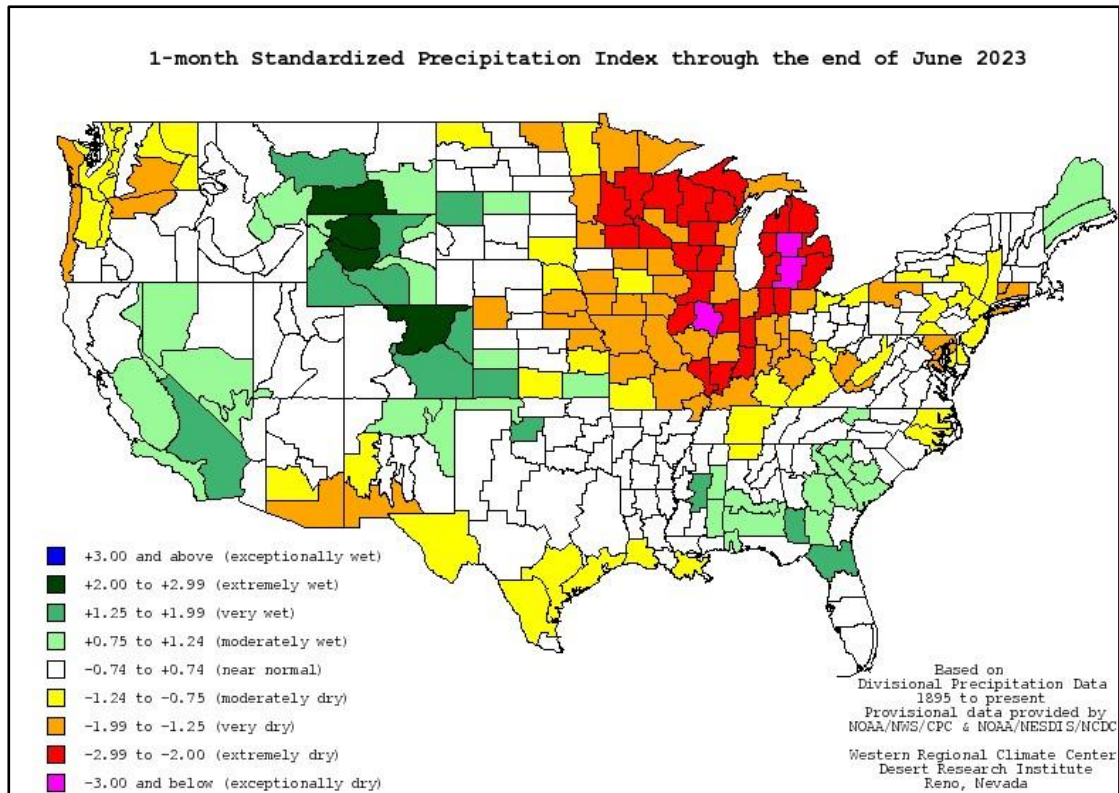 1-month Standardized Precipitation Index through the end of June 2023
+3.00 and above (exceptionally wet)
+2.00 to +2.99 (extremely wet)
+1.25 to +1.99 (very wet)
+0.75 to +1.24 (moderately wet)
-0.74 to +0.74 (near normal)
-1.24 to -0.75 (moderately dry)
-1.99 to -1.25 (very dry)
-2.99 to -2.00 (extremely dry)
-3.00 and below (exceptionally dry)
Based on
Divisional Precipitation Data
1895 to present
Provisional data provided by
NOAA/NWS/CPC & NOAA/NESDIS/NCDC
Western Regional Climate Center
Desert Research Institute
Reno, Nevada